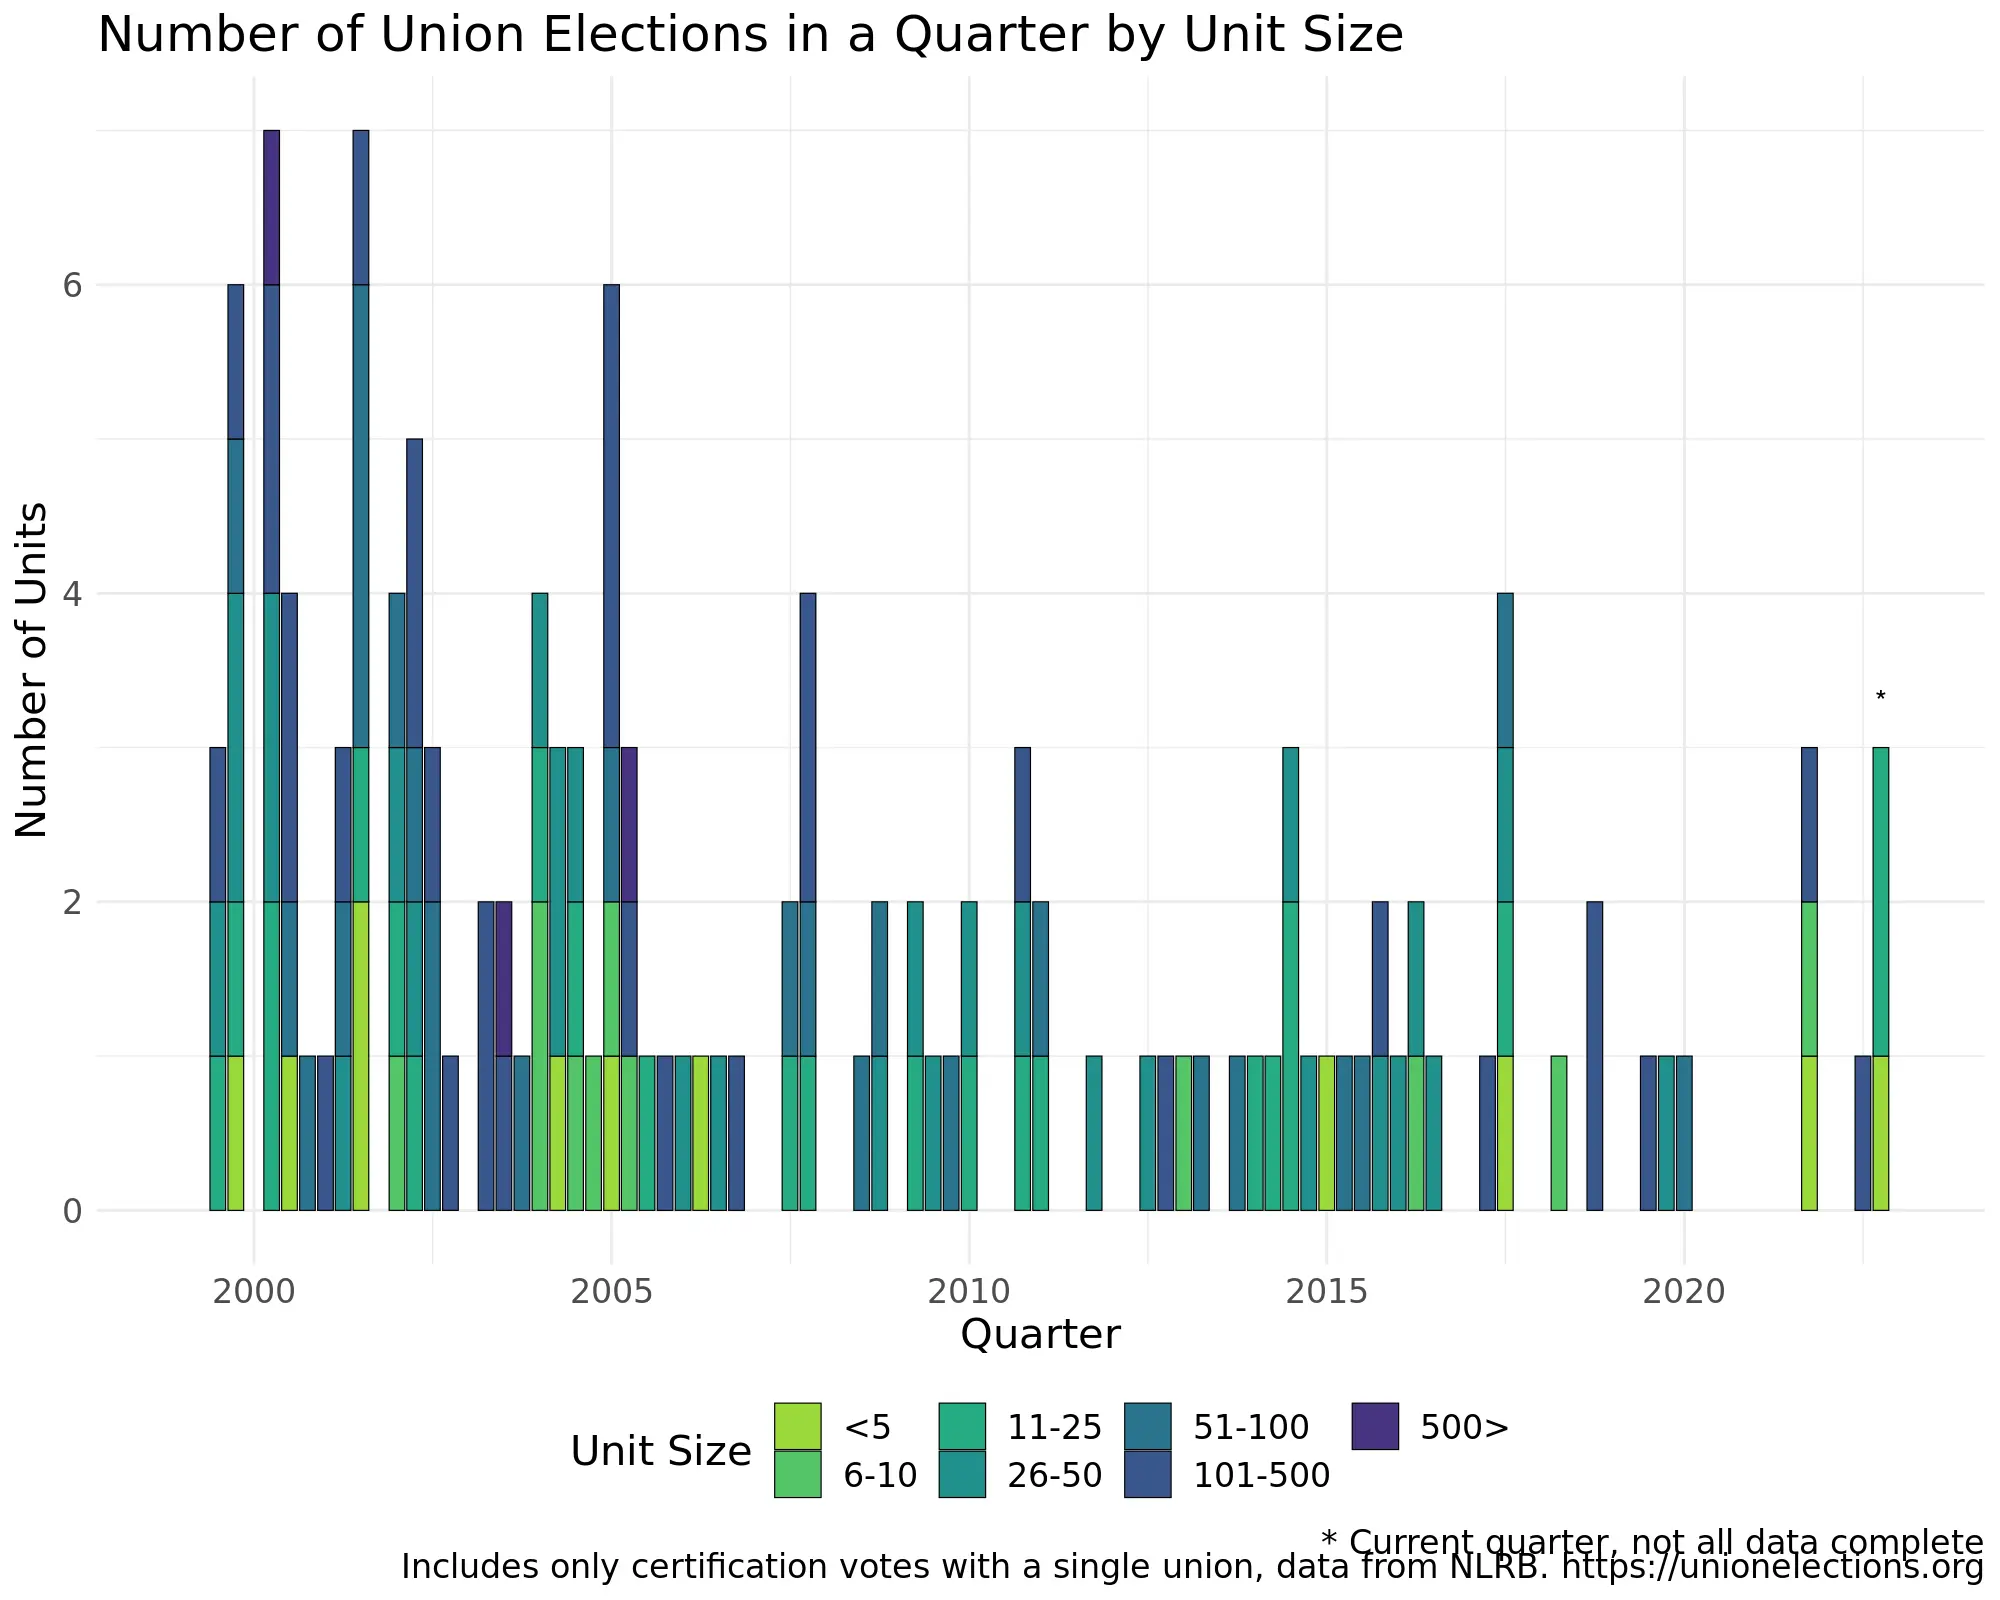 Number of Union Elections in a Quarter by Unit Size
Number of Units
6
4
2
0
*
2000 2005 2010 2015 2020
Quarter
Unit Size
<5 11-25 51-100 500>
6-10 26-50 101-500
* Current quarter, not all data complete
Includes only certification votes with a single union, data from NLRB. https://unionelections.org